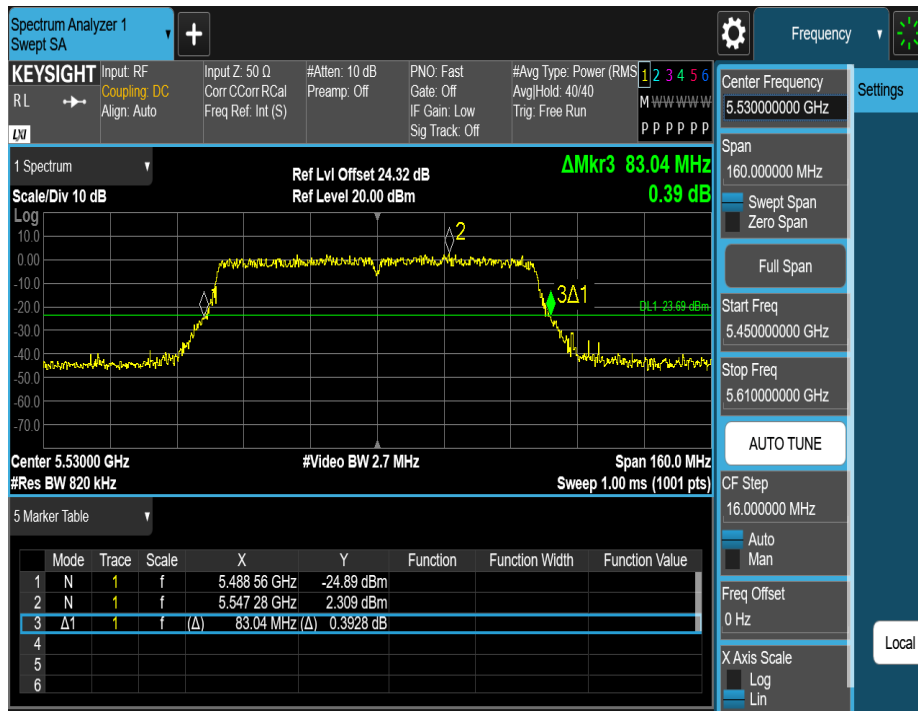 Spectrum Analyzer 1
Swept SA
+
Frequency
KEYSIGHT
RL
LXI
Input: RF
Coupling: DC
Align: Auto
Input Z: 50 Ω
Corr CCorr RCal
Freq Ref: Int (S)
#Atten: 10 dB
Preamp: Off
PNO: Fast
Gate: Off
IF Gain: Low
Sig Track: Off
#Avg Type: Power (RMS
Avg|Hold: 40/40
Trig: Free Run
1 2 3 4 5 6
M W W W W W
P P P P P P
1 Spectrum
Scale/Div 10 dB
Ref Lvl Offset 24.32 dB
Ref Level 20.00 dBm
ΔMkr3 83.04 MHz
0.39 dB
Log
10.0
0.00
-10.0
-20.0
-30.0
-40.0
-50.0
-60.0
-70.0
2
3Δ1
DL1 -23.69 dBm
Center 5.53000 GHz
#Res BW 820 kHz
#Video BW 2.7 MHz
Span 160.0 MHz
Sweep 1.00 ms (1001 pts)
5 Marker Table
Mode Trace Scale X Y Function Function Width Function Value
1 N 1 f 5.488 56 GHz -24.89 dBm
2 N 1 f 5.547 28 GHz 2.309 dBm
3 Δ1 1 f (Δ) 83.04 MHz (Δ) 0.3928 dB
4
5
6
Center Frequency
5.530000000 GHz
Span
160.000000 MHz
Swept Span
Zero Span
Full Span
Start Freq
5.450000000 GHz
Stop Freq
5.610000000 GHz
AUTO TUNE
CF Step
16.000000 MHz
Auto
Man
Freq Offset
0 Hz
X Axis Scale
Log
Lin
Settings
Local